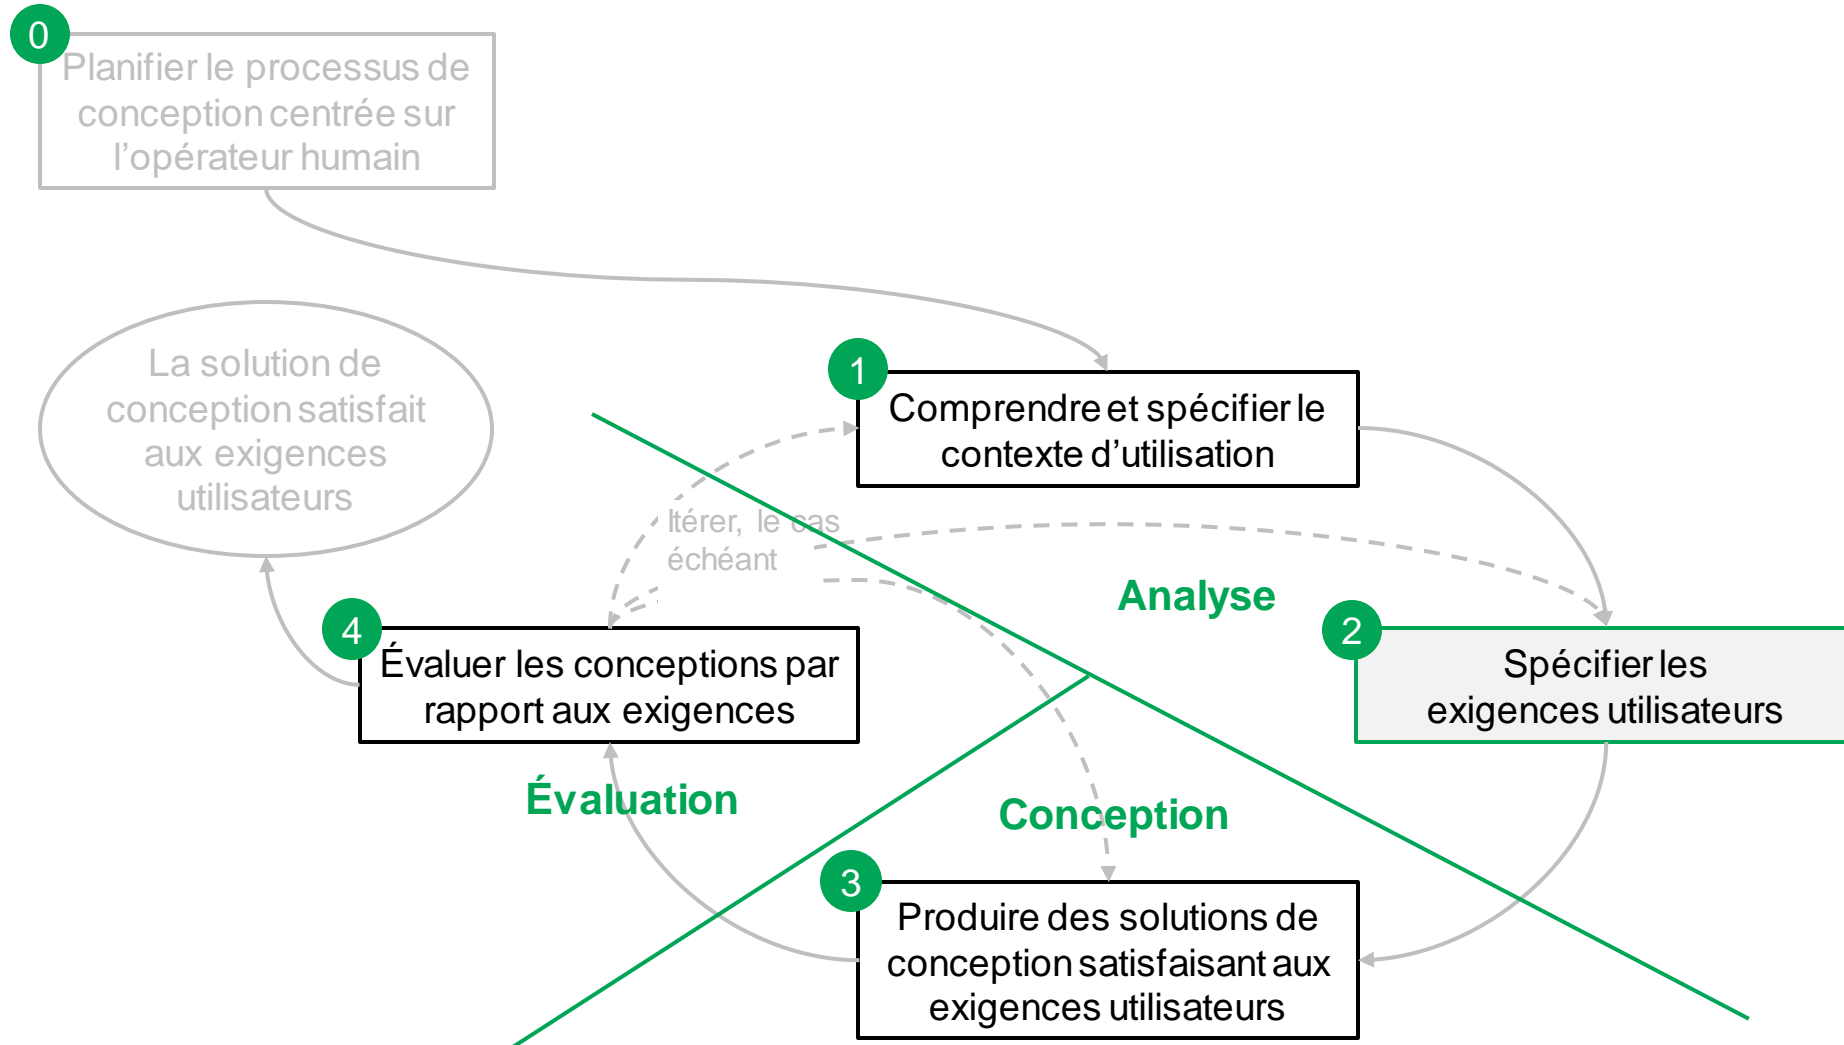 0
Planifier le processus de
conception centrée sur
l’opérateur humain
La solution de
conception satisfait
aux exigences
utilisateurs
1
Comprendre et spécifier le
contexte d’utilisation
Itérer, le cas
échéant
Analyse
2
Spécifier les
exigences utilisateurs
4
Évaluer les conceptions par
rapport aux exigences
Évaluation
Conception
3
Produire des solutions de
conception satisfaisant aux
exigences utilisateurs